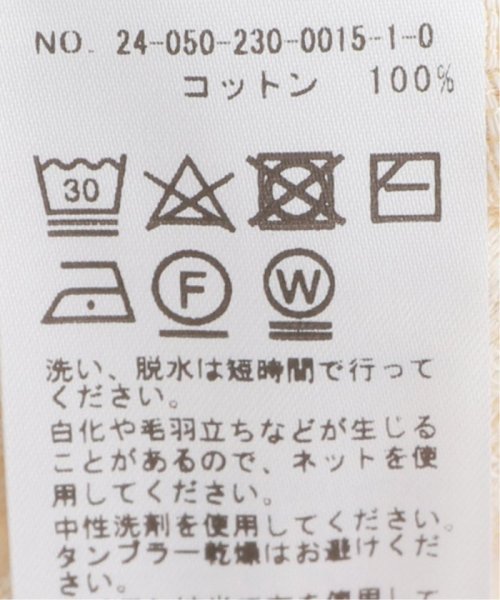 NO. 24-050-230-0015-1-0
コットン 100%
30
F W
洗い、脱水は短時間で行って
ください。
白化や毛羽立ちなどが生じる
ことがあるので、ネットを使
用してください。
中性洗剤を使用してください。
タンブラー乾燥はお避けくだ
さい。